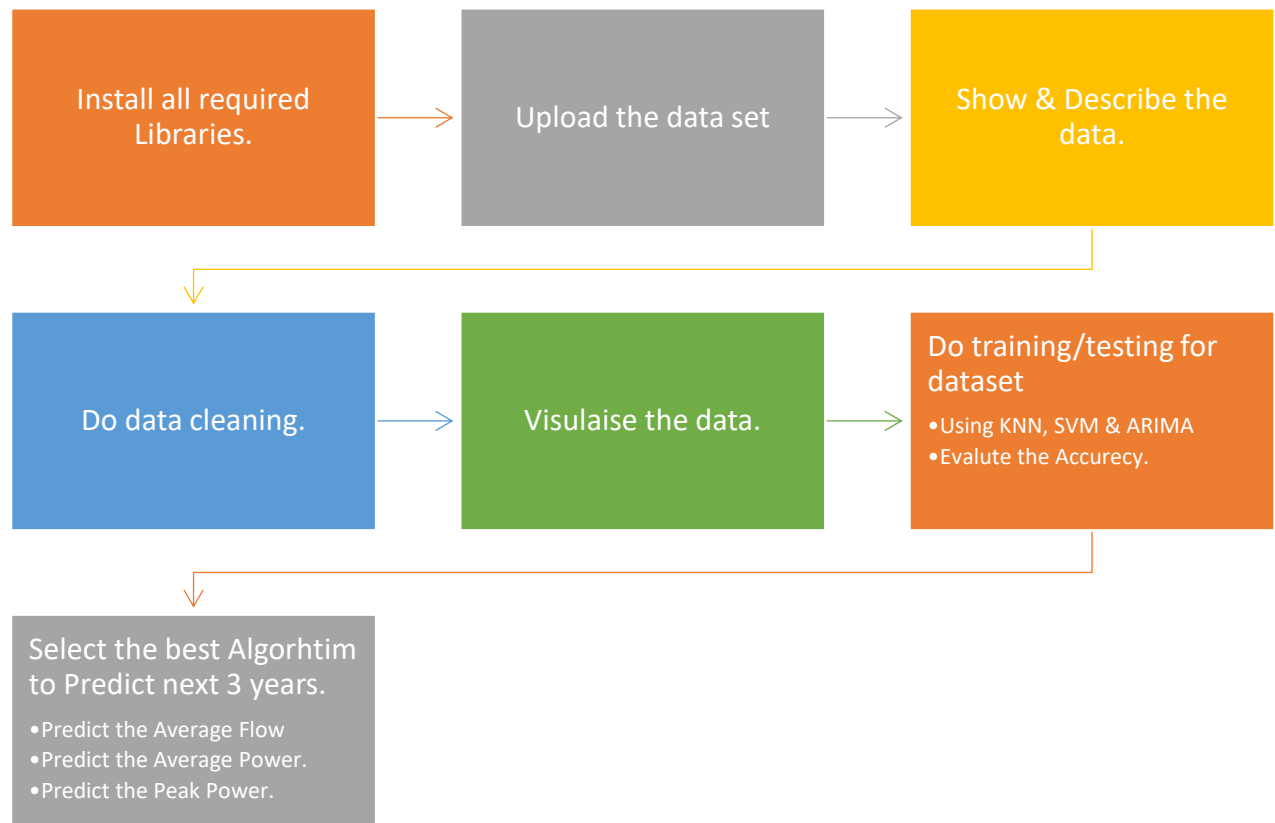 Install all required
Libraries.
Upload the data set
Show & Describe the
data.
Do data cleaning.
Visulaise the data.
Do training/testing for
dataset
•Using KNN, SVM & ARIMA
•Evalute the Accurecy.
Select the best Algorhtim
to Predict next 3 years.
•Predict the Average Flow
•Predict the Average Power.
•Predict the Peak Power.